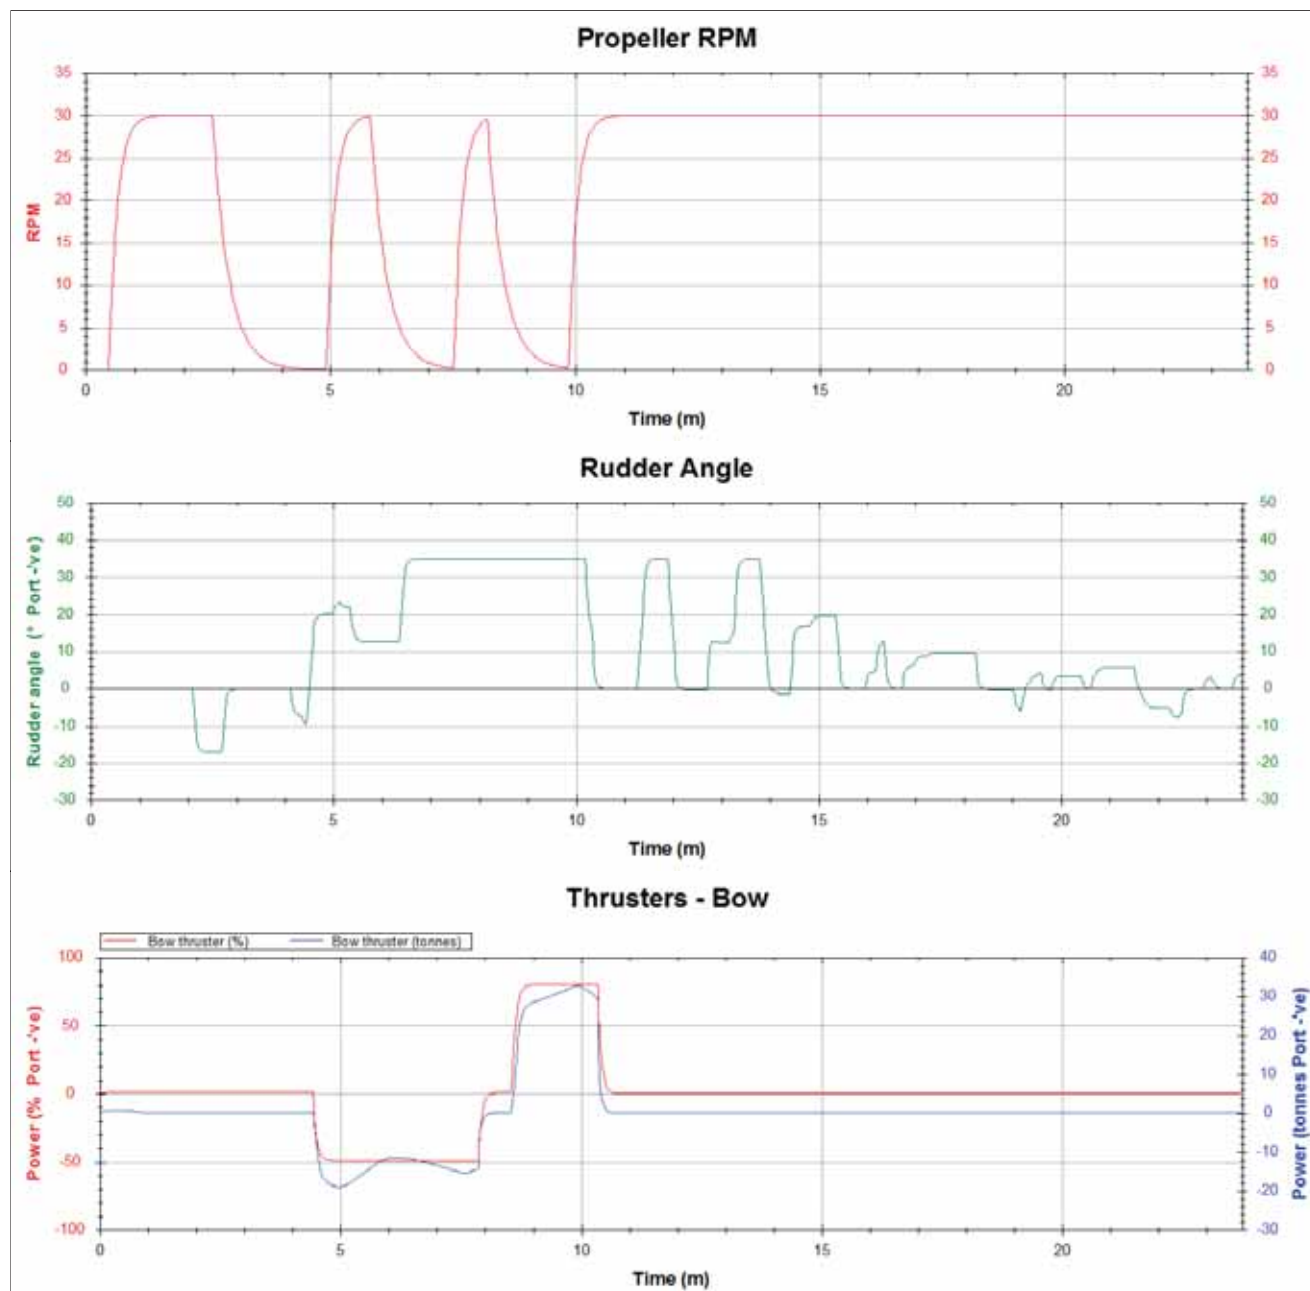 Propeller RPM
35 35
30 30
25 25
20 20
15 15
10 10
5 5
0 0
RPM
0 5 10 15 20
Time (m)
Rudder Angle
50 50
40 40
30 30
20 20
10 10
0 0
-10 -10
-20 -20
-30 -30
Rudder angle (° Port -'ve)
0 5 10 15 20
Time (m)
Thrusters - Bow
Bow thruster (%) Bow thruster (tonnes)
100 40
30
50 20
10
0 0
-50 -10
-20
-100 -30
Power (% Port -'ve)
Power (tonnes Port -'ve)
0 5 10 15 20
Time (m)